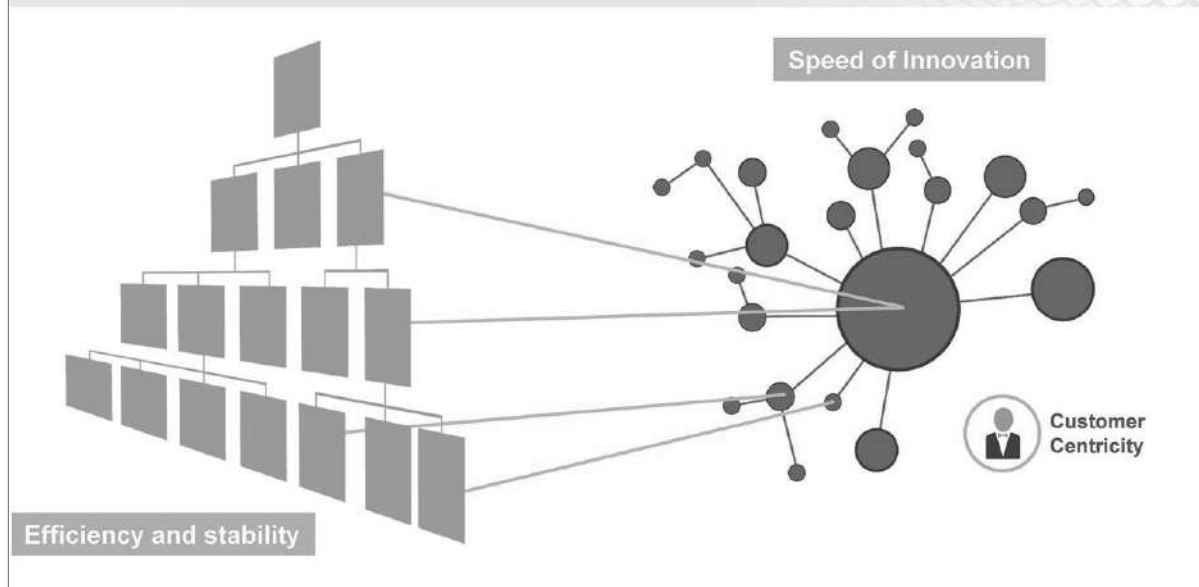 Speed of Innovation
Customer
Centricity
Efficiency and stability